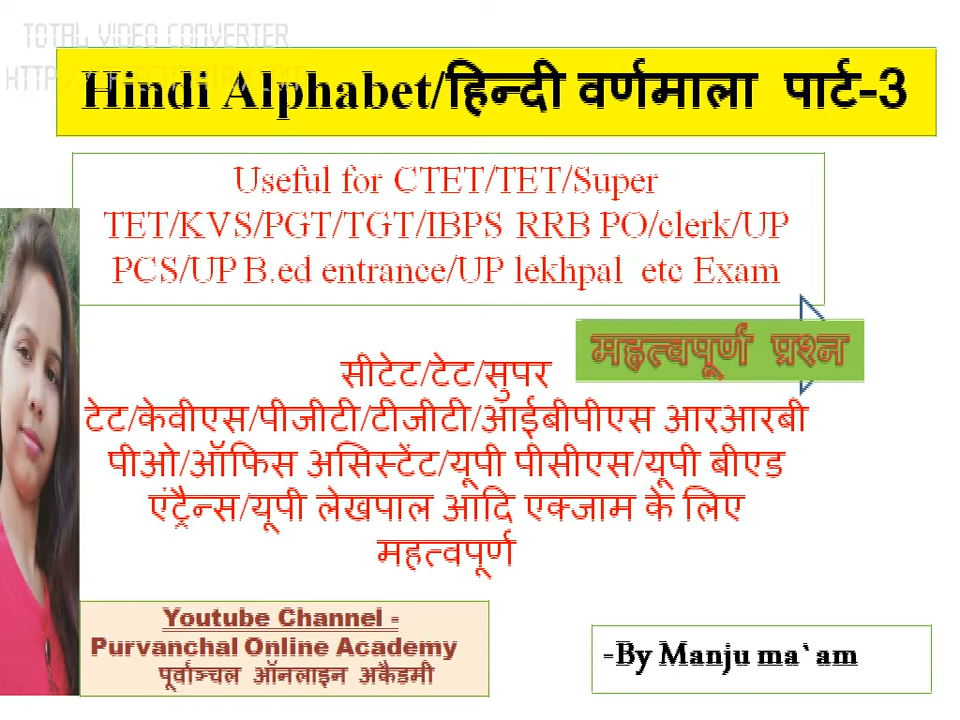 TOTAL VIDEO CONVERTER
Hindi Alphabet/हिन्दी वर्णमाला पार्ट-3
Useful for CTET/TET/Super
TET/KVS/PGT/TGT/IBPS RRB PO/clerk/UP
PCS/UP B.ed entrance/UP lekhpal etc Exam
महत्वपूर्ण प्रश्न
सीटेट/टेट/सुपर
टेट/केवीएस/पीजीटी/टीजीटी/आईबीपीएस आरआरबी
पीओ/ऑफिस असिस्टेंट/यूपी पीसीएस/यूपी बीएड
एंट्रैन्स/यूपी लेखपाल आदि एक्जाम के लिए
महत्वपूर्ण
Youtube Channel -
Purvanchal Online Academy
पूर्वाञ्चल ऑनलाइन अकैडमी
-By Manju ma`am